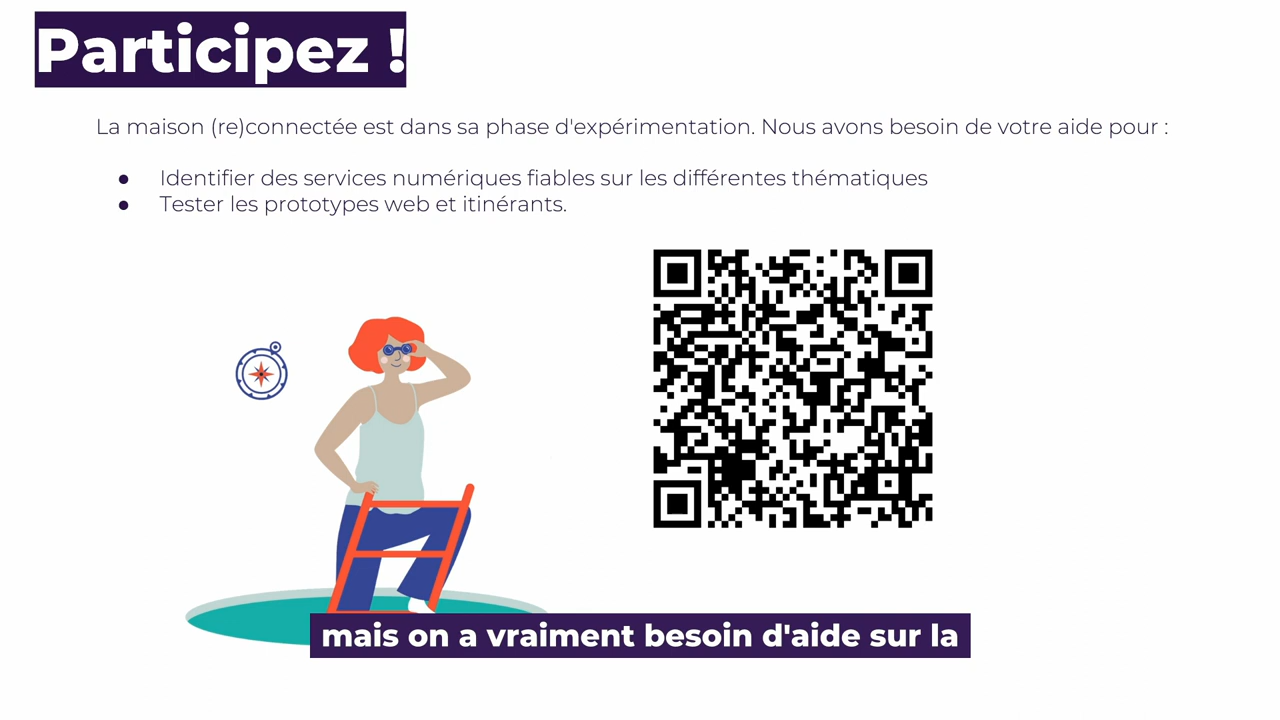 Participez !
La maison (re)connectée est dans sa phase d'expérimentation. Nous avons besoin de votre aide pour :
● Identifier des services numériques fiables sur les différentes thématiques
● Tester les prototypes web et itinérants.
mais on a vraiment besoin d'aide sur la